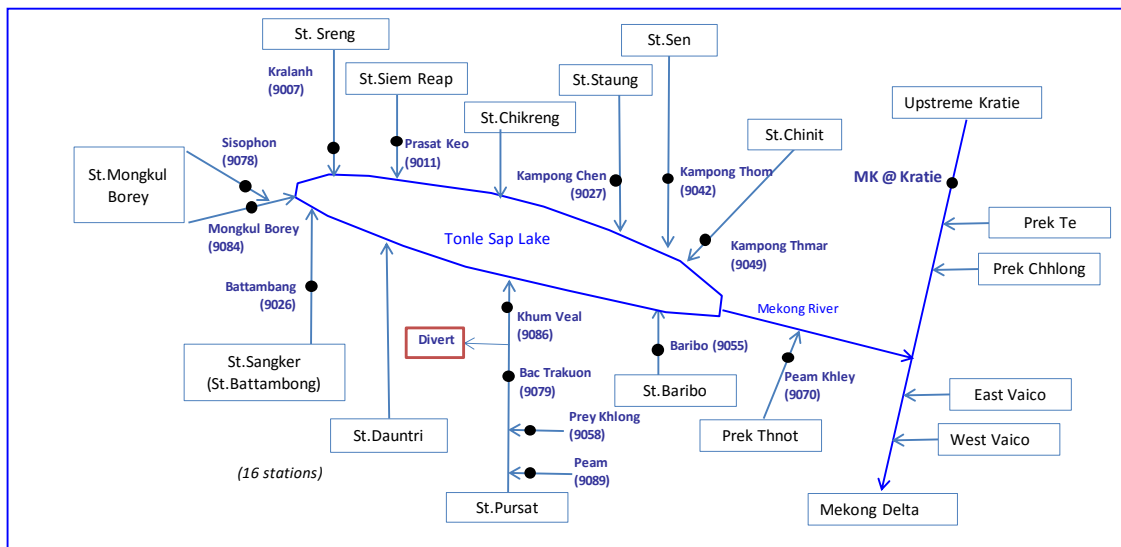 St. Sreng
St.Sen
Kralanh
(9007)
St.Siem Reap
St.Staung
Upstreme Kratie
St.Chikreng
St.Chinit
Sisophon
(9078)
Prasat Keo
(9011)
St.Mongkul
Borey
Kampong Chen
(9027)
Kampong Thom
(9042)
MK @ Kratie
Mongkul Borey
(9084)
Tonle Sap Lake
Kampong Thmar
(9049)
Prek Te
Prek Chhlong
Battambang
(9026)
Khum Veal
(9086)
Mekong River
Divert
Baribo (9055)
St.Sangker
(St.Battambong)
Bac Trakuon
(9079)
St.Baribo
Peam Khley
(9070)
East Vaico
St.Dauntri
Prey Khlong
(9058)
Prek Thnot
West Vaico
(16 stations)
Peam
(9089)
St.Pursat
Mekong Delta